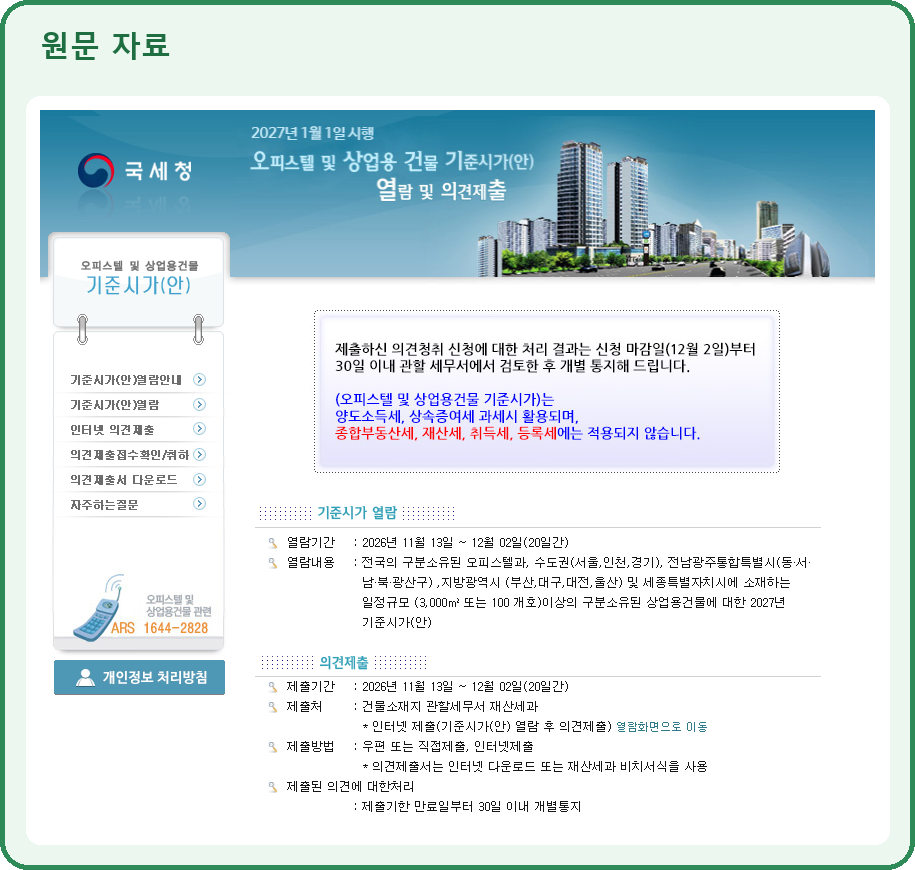 원문 자료
국세청
2027년 1월 1일 시행
오피스텔 및 상업용 건물 기준시가(안)
열람 및 의견제출
오피스텔 및 상업용건물
기준시가(안)
기준시가(안)열람안내
기준시가(안)열람
인터넷 의견제출
의견제출접수확인/취하
의견제출서 다운로드
자주하는질문
오피스텔 및
상업용건물 관련
ARS 1644-2828
개인정보 처리방침
제출하신 의견청취 신청에 대한 처리 결과는 신청 마감일(12월 2일)부터
30일 이내 관할 세무서에서 검토한 후 개별 통지해 드립니다.
(오피스텔 및 상업용건물 기준시가)는
양도소득세, 상속증여세 과세시 활용되며,
종합부동산세, 재산세, 취득세, 등록세에는 적용되지 않습니다.
기준시가 열람
열람기간 : 2026년 11월 13일 ~ 12월 02일(20일간)
열람내용 : 전국의 구분소유된 오피스텔과, 수도권(서울,인천,경기), 전남광주통합특별시(동·서·
남·북·광산구) ,지방광역시 (부산,대구,대전,울산) 및 세종특별자치시에 소재하는
일정규모 (3,000㎡ 또는 100 개호)이상의 구분소유된 상업용건물에 대한 2027년
기준시가(안)
의견제출
제출기간 : 2026년 11월 13일 ~ 12월 02일(20일간)
제출처 : 건물소재지 관할세무서 재산세과
* 인터넷 제출(기준시가(안) 열람 후 의견제출) 열람화면으로 이동
제출방법 : 우편 또는 직접제출, 인터넷제출
* 의견제출서는 인터넷 다운로드 또는 재산세과 비치서식을 사용
제출된 의견에 대한처리
: 제출기한 만료일부터 30일 이내 개별통지